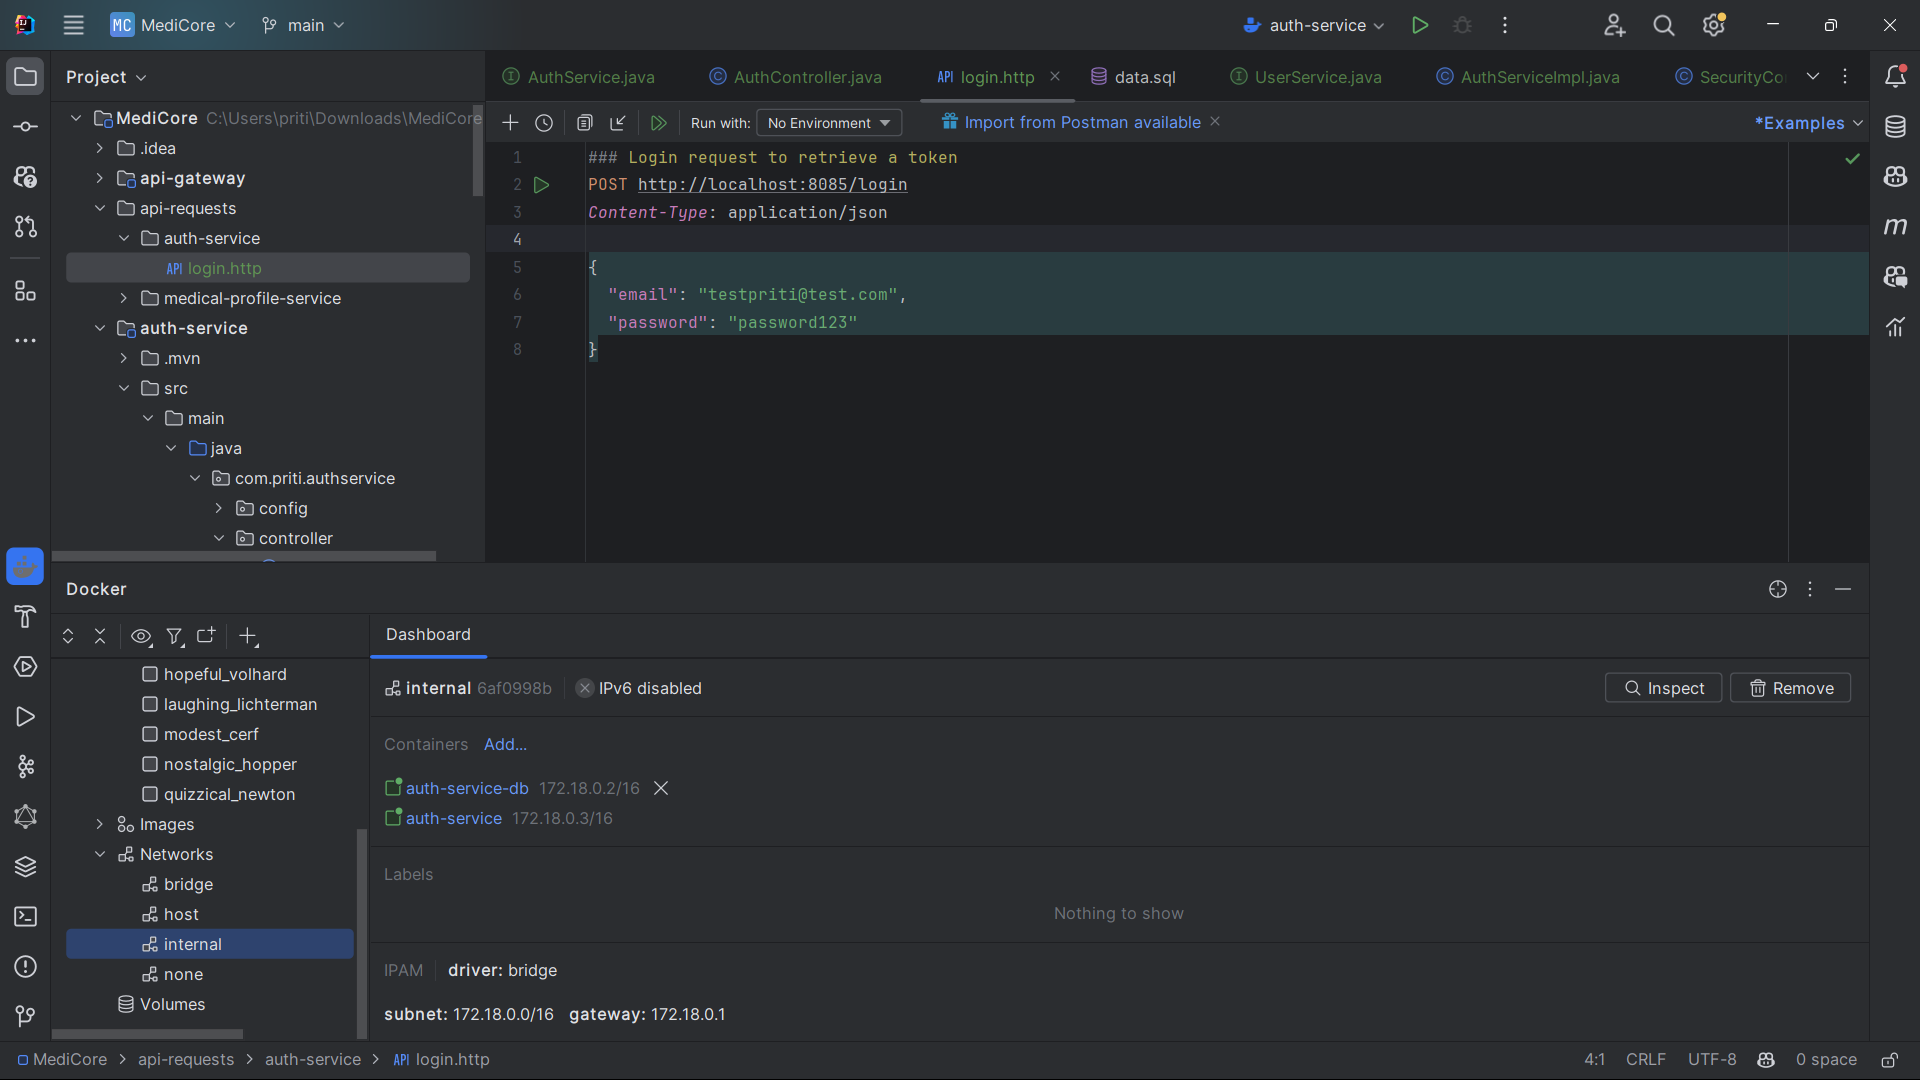 MC MediCore main auth-service
Project
AuthService.java AuthController.java API login.http data.sql UserService.java AuthServiceImpl.java SecurityCo
MediCore C:\Users\priti\Downloads\MediCore
.idea
api-gateway
api-requests
auth-service
API login.http
medical-profile-service
auth-service
.mvn
src
main
java
com.priti.authservice
config
controller
Run with: No Environment Import from Postman available *Examples
1 ### Login request to retrieve a token
2 POST http://localhost:8085/login
3 Content-Type: application/json
4
5 {
6 "email": "testpriti@test.com",
7 "password": "password123"
8 }
Docker
Dashboard
hopeful_volhard
laughing_lichterman
modest_cerf
nostalgic_hopper
quizzical_newton
Images
Networks
bridge
host
internal
none
Volumes
internal 6af0998b IPv6 disabled Inspect Remove
Containers Add...
auth-service-db 172.18.0.2/16
auth-service 172.18.0.3/16
Labels
Nothing to show
IPAM driver: bridge
subnet: 172.18.0.0/16 gateway: 172.18.0.1
MediCore > api-requests > auth-service > API login.http 4:1 CRLF UTF-8 0 space